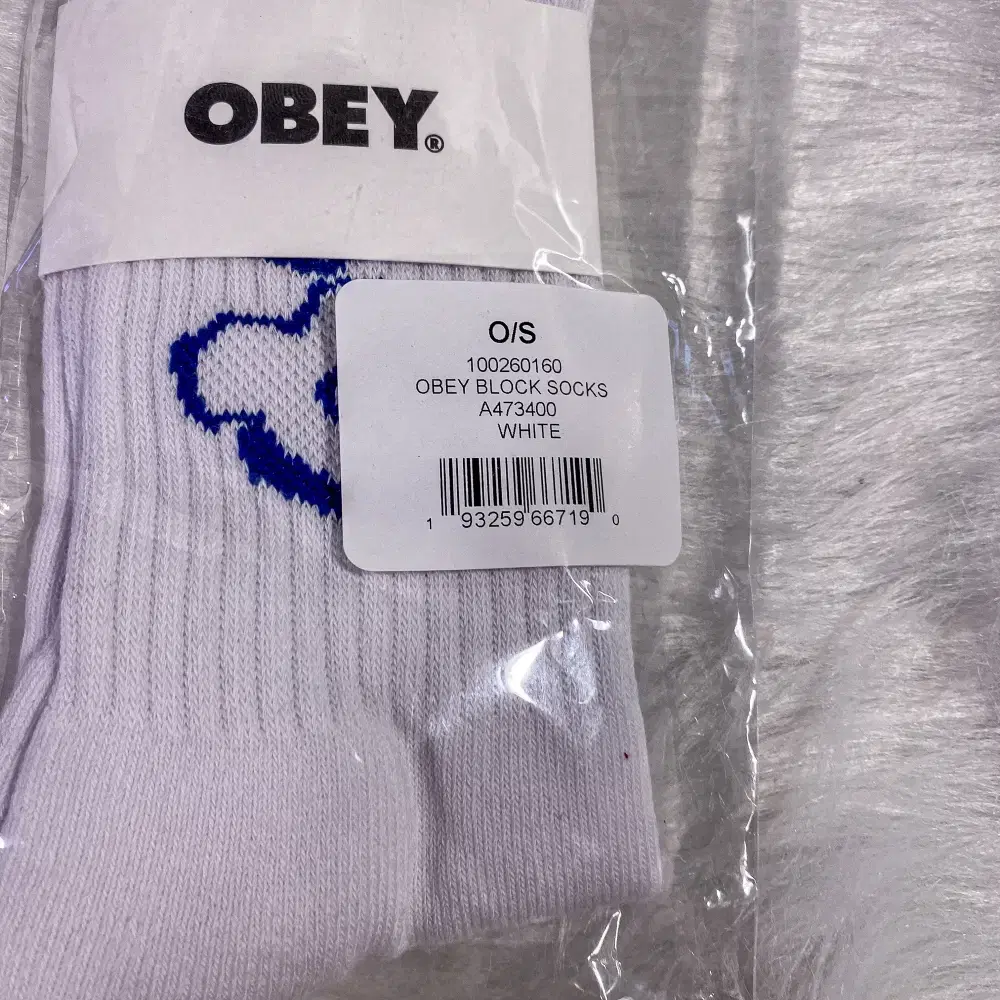 OBEY®
O/S
100260160
OBEY BLOCK SOCKS
A473400
WHITE
1 93259 66719 0